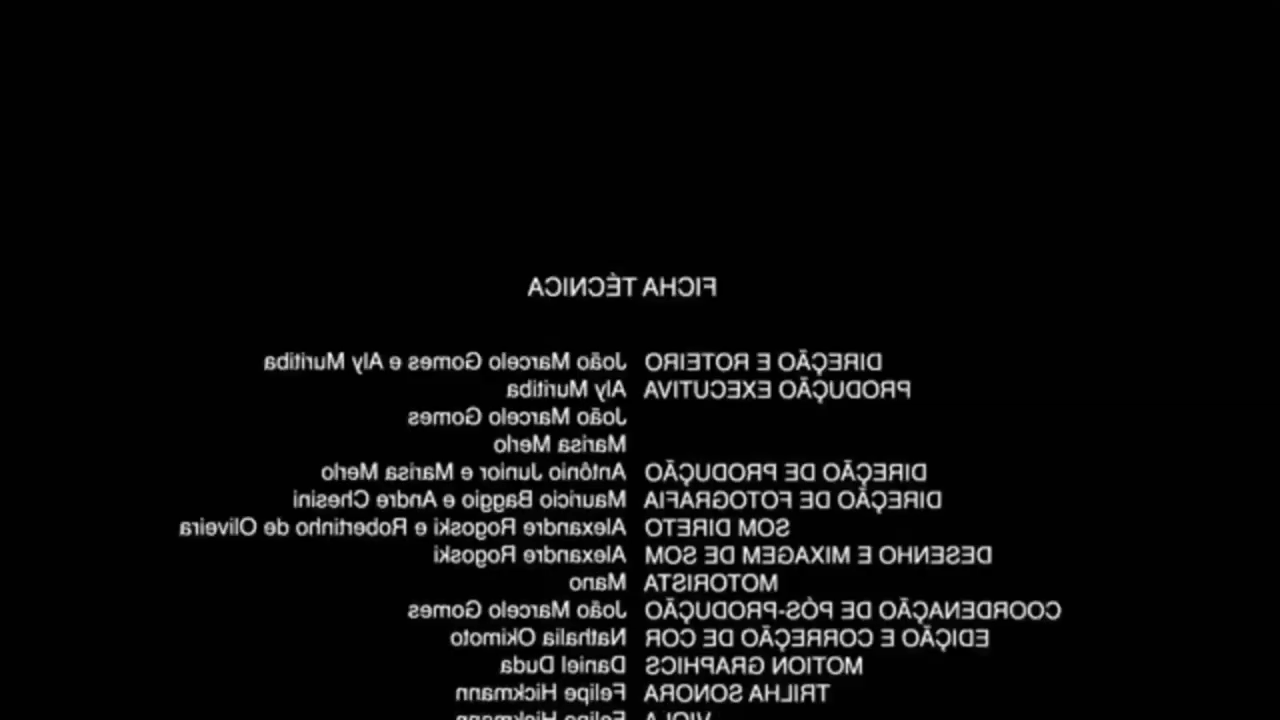 FICHA TÉCNICA
DIREÇÃO E ROTEIRO João Marcelo Gomes e Aly Muritiba
PRODUÇÃO EXECUTIVA Aly Muritiba
João Marcelo Gomes
Marisa Merlo
DIREÇÃO DE PRODUÇÃO Antônio Junior e Marisa Merlo
DIREÇÃO DE FOTOGRAFIA Mauricio Baggio e Andre Chesini
SOM DIRETO Alexandre Rogoski e Robertinho de Oliveira
DESENHO E MIXAGEM DE SOM Alexandre Rogoski
MOTORISTA Mano
COORDENAÇÃO DE PÓS-PRODUÇÃO João Marcelo Gomes
EDIÇÃO E CORREÇÃO DE COR Nathalia Okimoto
MOTION GRAPHICS Daniel Duda
TRILHA SONORA Felipe Hickmann
VIOLA Felipe Hickmann